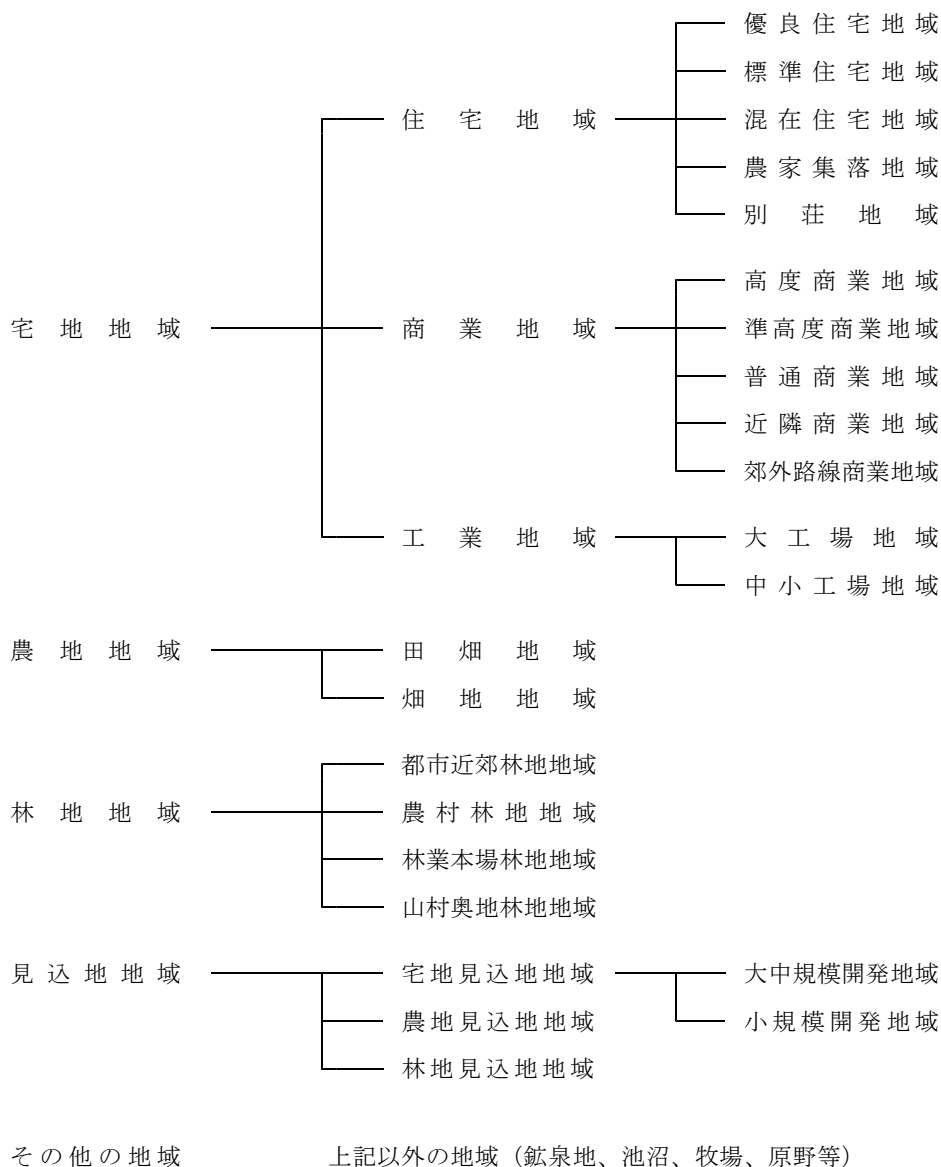 優良住宅地域
標準住宅地域
住宅地域 混在住宅地域
農家集落地域
別荘地域
高度商業地域
宅地地域 商業地域 準高度商業地域
普通商業地域
近隣商業地域
郊外路線商業地域
工業地域 大工場地域
中小工場地域
農地地域 田畑地域
畑地地域
都市近郊林地地域
林地地域 農村林地地域
林業本場林地地域
山村奥地林地地域
見込地地域 宅地見込地地域 大中規模開発地域
農地見込地地域 小規模開発地域
林地見込地地域
その他の地域 上記以外の地域（鉱泉地、池沼、牧場、原野等）